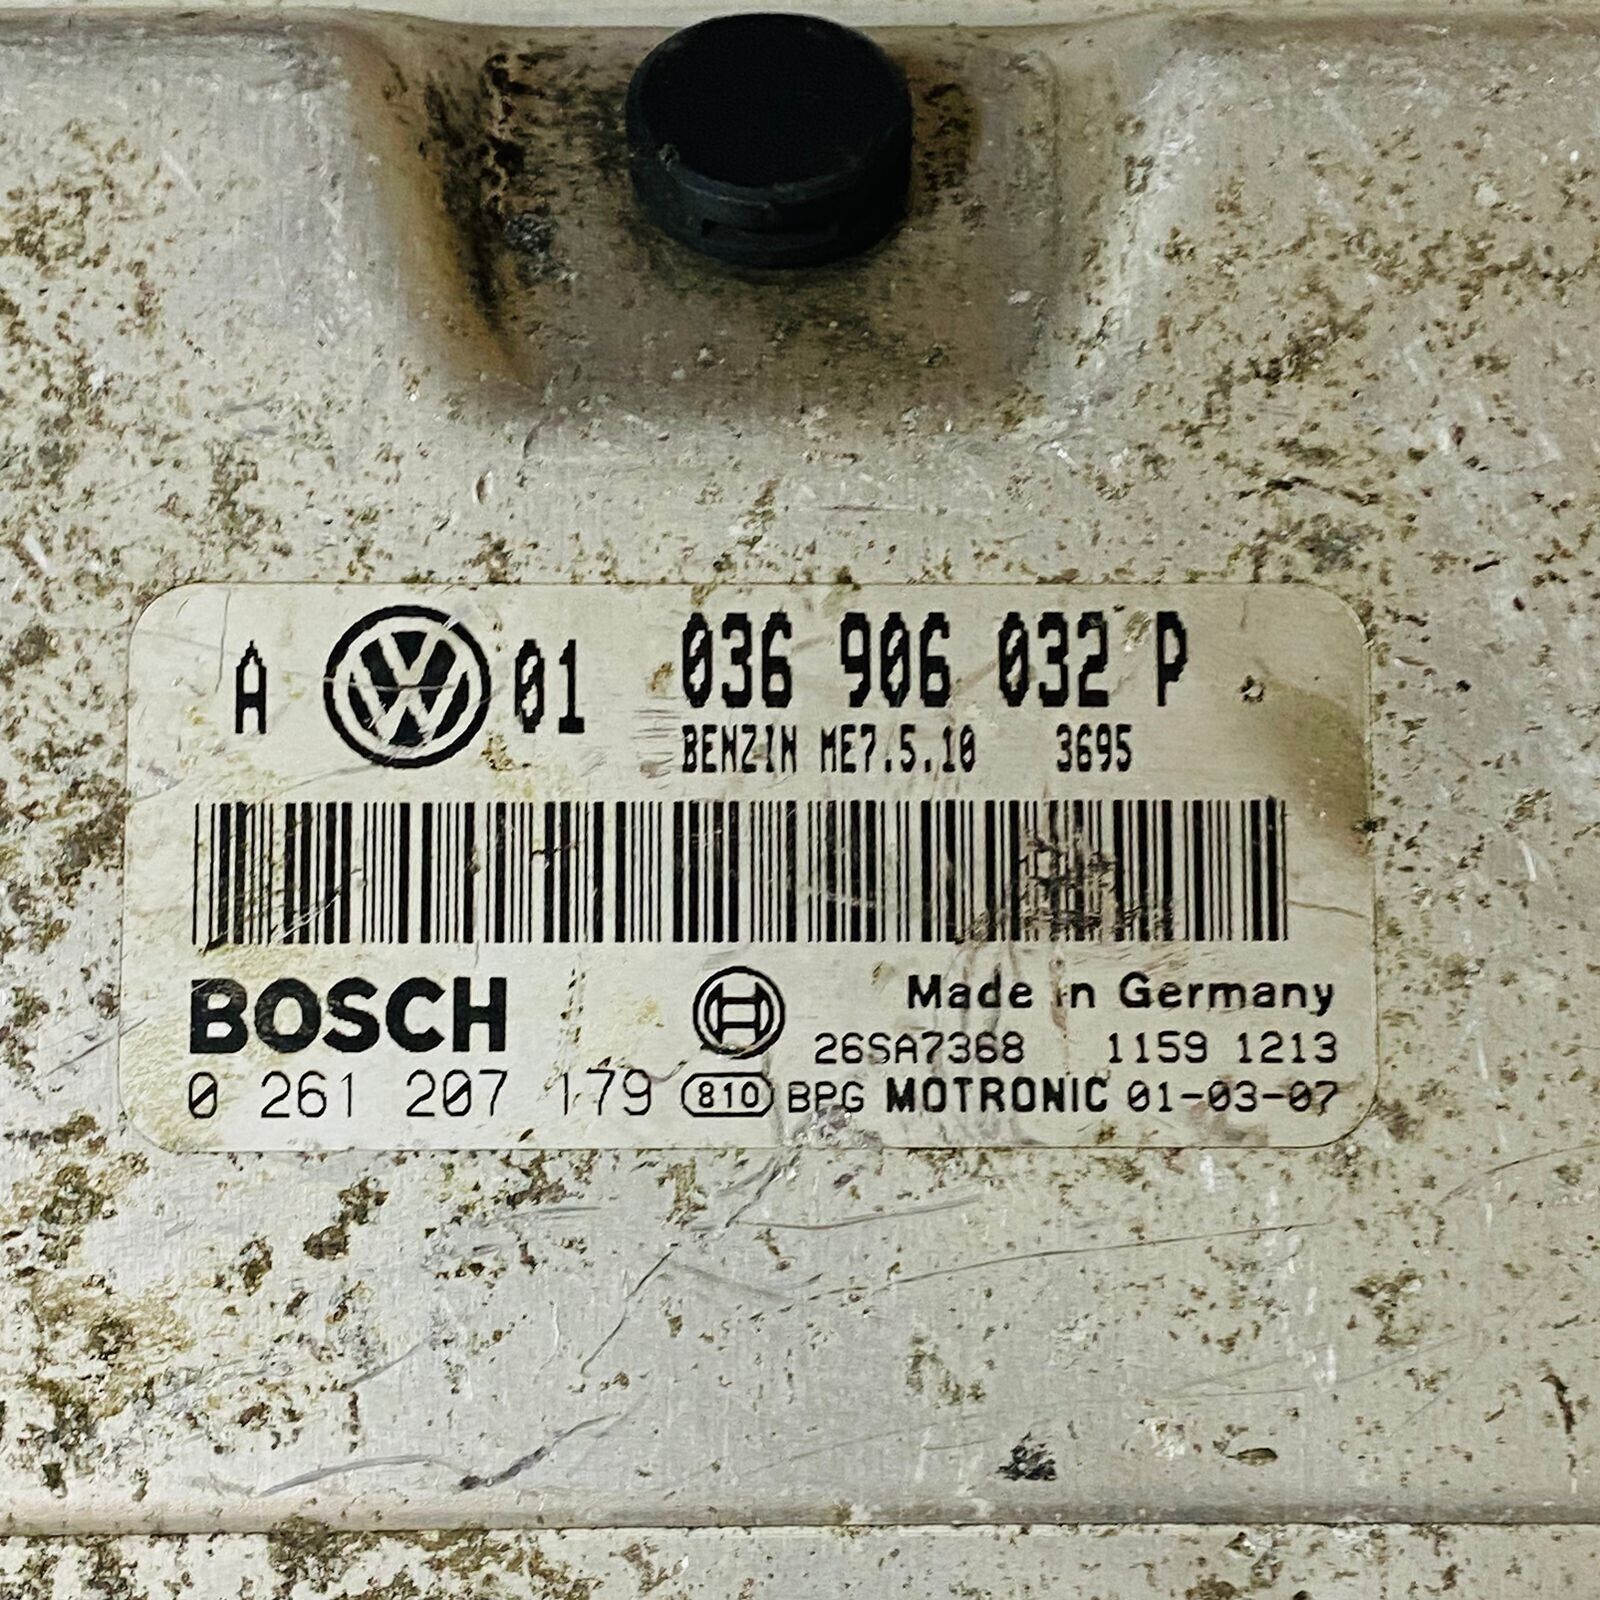 A 01 036 906 032 P
BENZIN ME7.5.10 3695
BOSCH
Made in Germany
26SA7368 1159 1213
0 261 207 179 810 BPG MOTRONIC 01-03-07